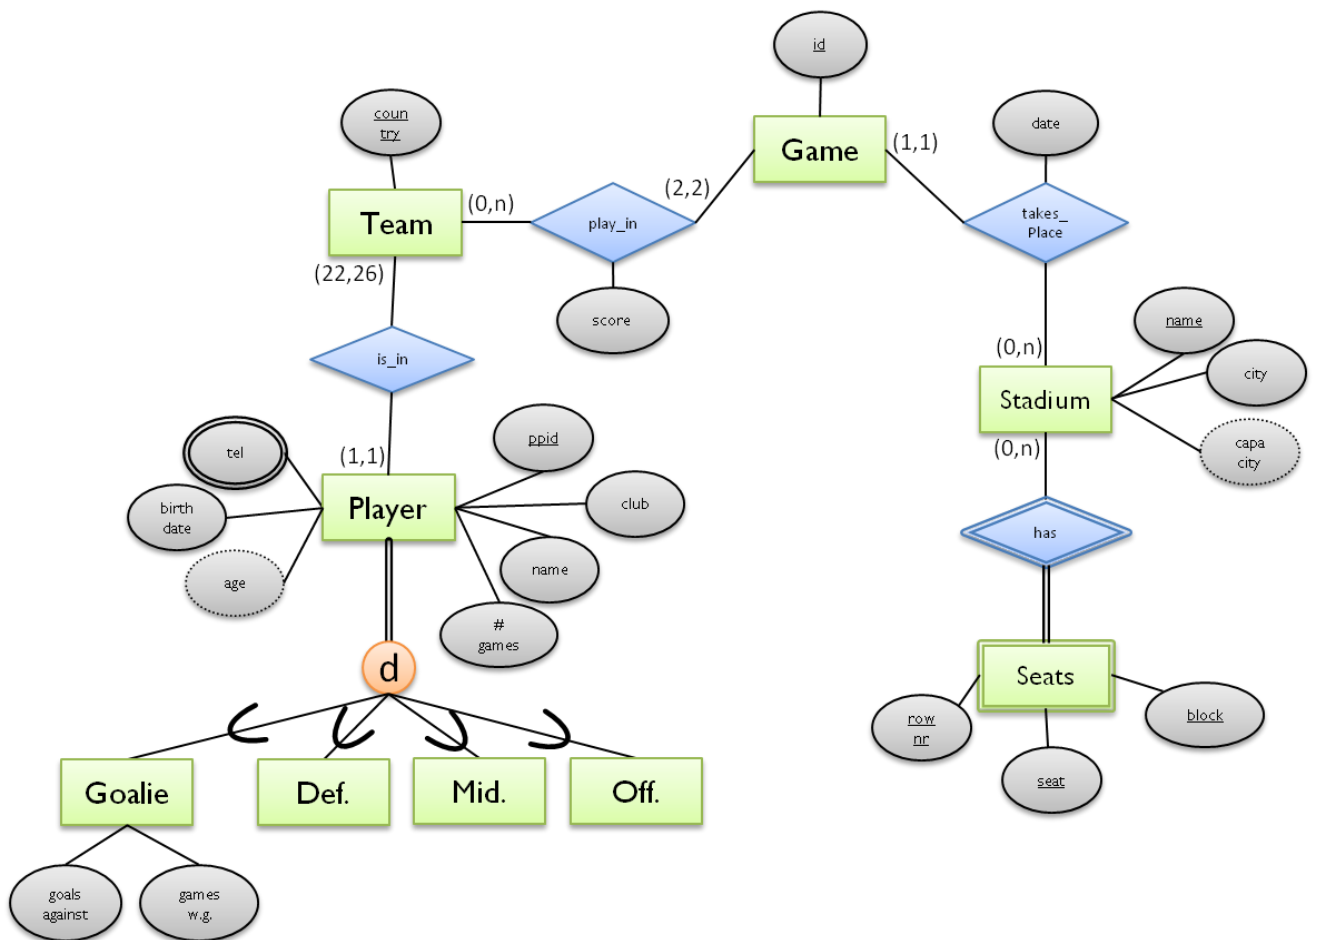 id
Game
(1,1)
date
coun
try
Team
(0,n)
play_in
(2,2)
takes_
Place
(22,26)
score
is_in
(0,n)
name
city
Stadium
capa
city
(0,n)
tel
(1,1)
ppid
birth
date
Player
club
age
name
#
games
has
d
Seats
row
nr
block
seat
Goalie
Def.
Mid.
Off.
goals
against
games
w.g.